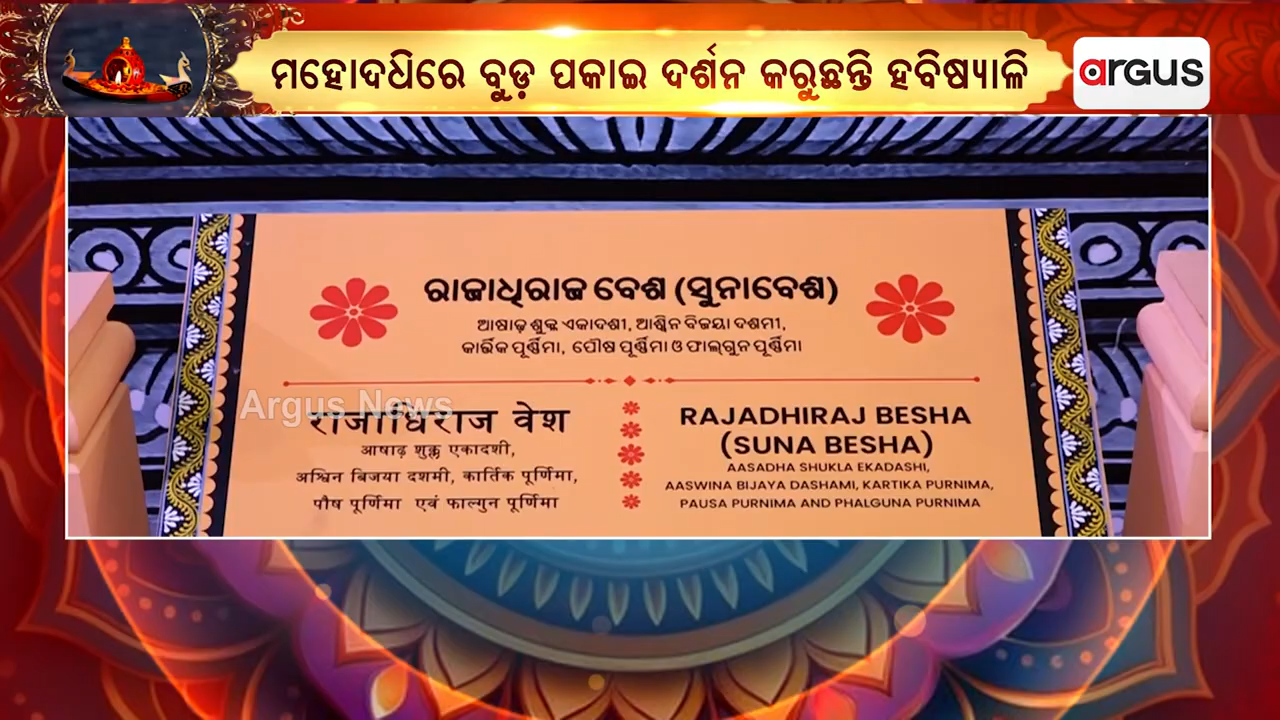 ମହୋଦଧିରେ ବୁଡ଼ ପକାଇ ଦର୍ଶନ କରୁଛନ୍ତି ହବିଷ୍ୟାଳି
argus
ରାଜାଧିରାଜ ବେଶ (ସୁନାବେଶ)
ଆଷାଢ଼ ଶୁକ୍ଳ ଏକାଦଶୀ, ଆଶ୍ୱିନ ବିଜୟା ଦଶମୀ,
କାର୍ତ୍ତିକ ପୂର୍ଣ୍ଣିମା, ପୌଷ ପୂର୍ଣ୍ଣିମା ଓ ଫାଲ୍‌ଗୁନ ପୂର୍ଣ୍ଣିମା
Argus News
राजाधिराज वेश
आषाढ़ शुक्ल एकादशी,
अश्विन बिजया दशमी, कार्तिक पूर्णिमा,
पौष पूर्णिमा एवं फाल्गुन पूर्णिमा
RAJADHIRAJ BESHA
(SUNA BESHA)
AASADHA SHUKLA EKADASHI,
AASWINA BIJAYA DASHAMI, KARTIKA PURNIMA,
PAUSA PURNIMA AND PHALGUNA PURNIMA